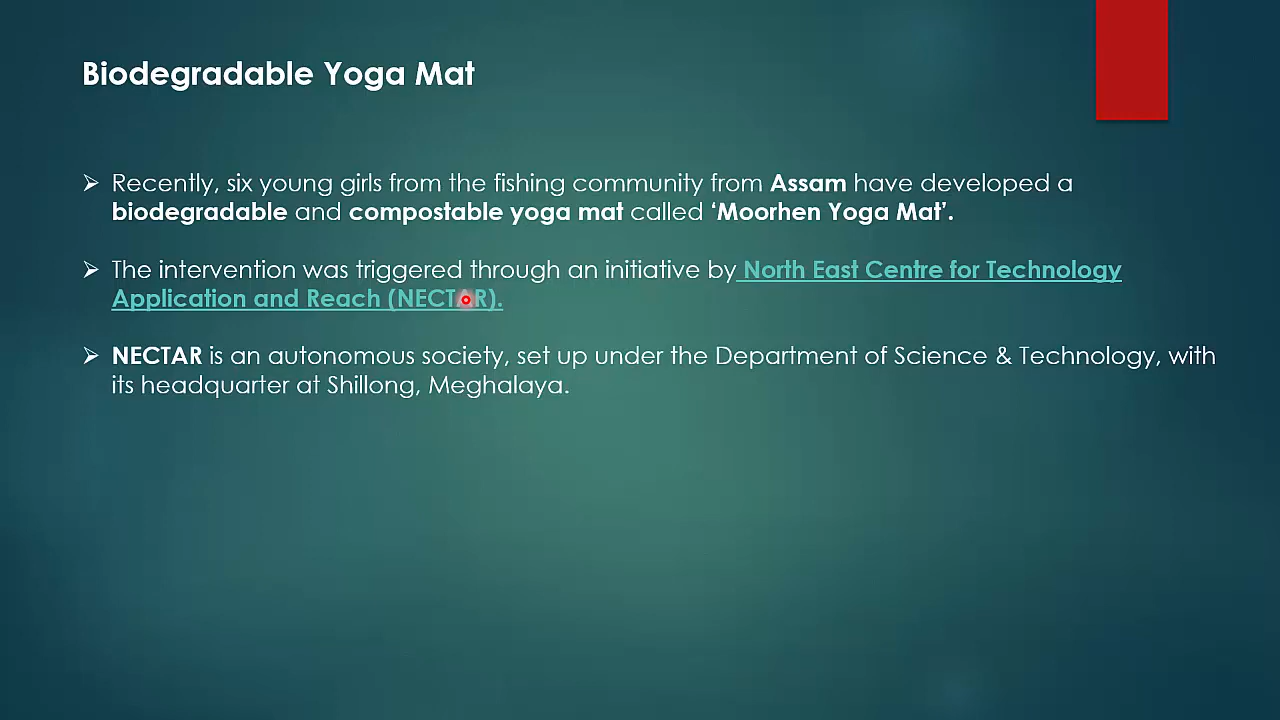 Biodegradable Yoga Mat
Recently, six young girls from the fishing community from Assam have developed a
biodegradable and compostable yoga mat called ‘Moorhen Yoga Mat’.
The intervention was triggered through an initiative by North East Centre for Technology
Application and Reach (NECTAR).
NECTAR is an autonomous society, set up under the Department of Science & Technology, with
its headquarter at Shillong, Meghalaya.